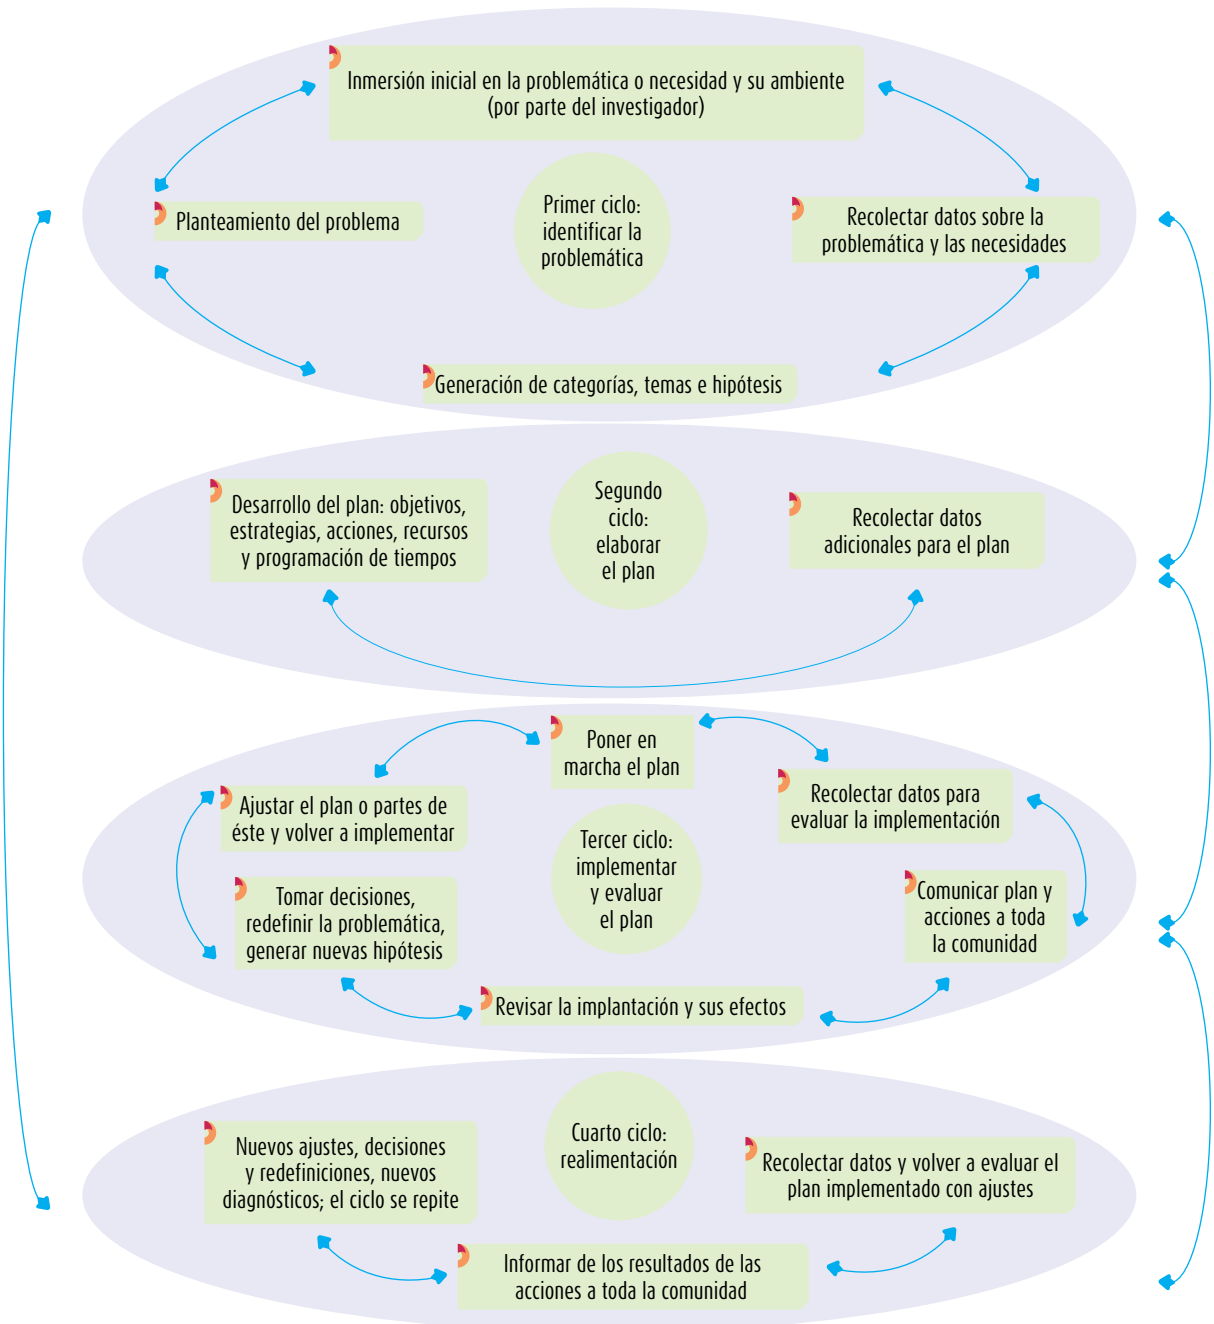 Inmersión inicial en la problemática o necesidad y su ambiente
(por parte del investigador)
Planteamiento del problema
Primer ciclo:
identificar la
problemática
Recolectar datos sobre la
problemática y las necesidades
Generación de categorías, temas e hipótesis
Desarrollo del plan: objetivos,
estrategias, acciones, recursos
y programación de tiempos
Segundo
ciclo:
elaborar
el plan
Recolectar datos
adicionales para el plan
Poner en
marcha el plan
Ajustar el plan o partes de
éste y volver a implementar
Recolectar datos para
evaluar la implementación
Tercer ciclo:
implementar
y evaluar
el plan
Tomar decisiones,
redefinir la problemática,
generar nuevas hipótesis
Comunicar plan y
acciones a toda
la comunidad
Revisar la implantación y sus efectos
Cuarto ciclo:
realimentación
Nuevos ajustes, decisiones
y redefiniciones, nuevos
diagnósticos; el ciclo se repite
Recolectar datos y volver a evaluar el
plan implementado con ajustes
Informar de los resultados de las
acciones a toda la comunidad